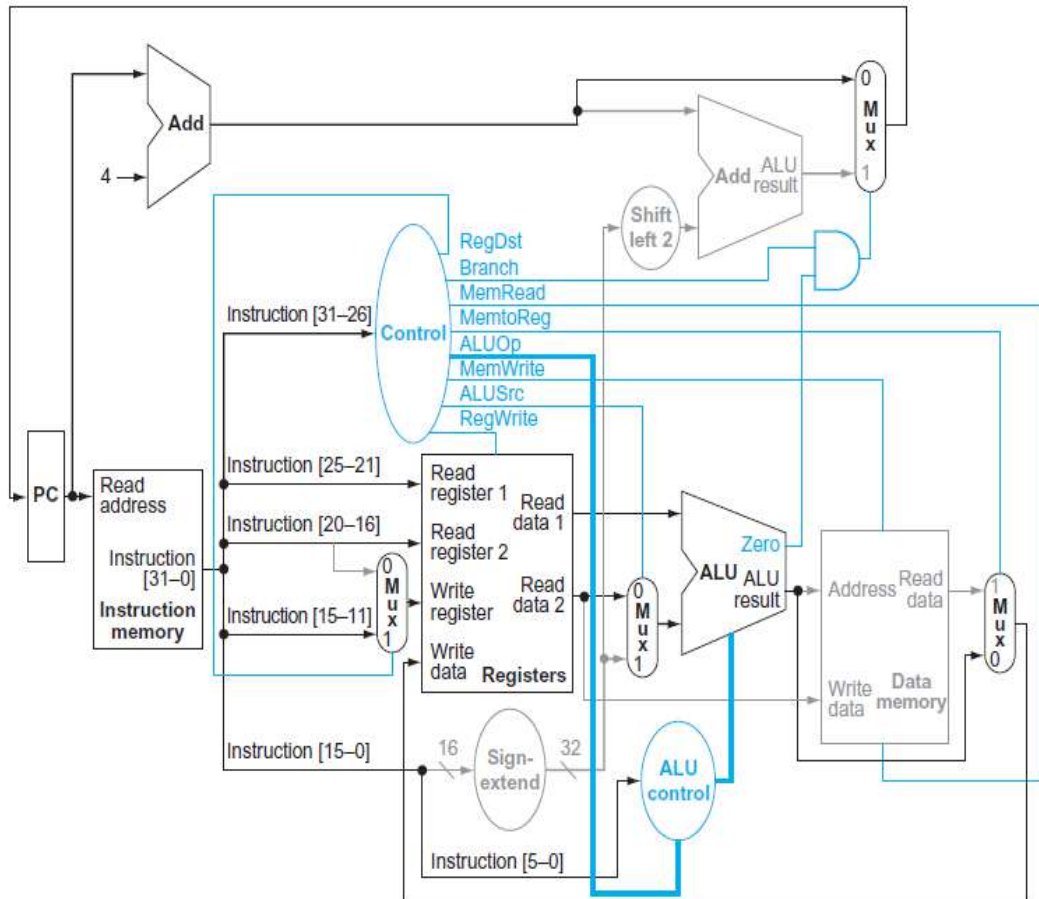 Add
4
0
M
u
x
1
Add
ALU
result
Shift
left 2
RegDst
Branch
MemRead
MemtoReg
ALUOp
MemWrite
ALUSrc
RegWrite
Control
Instruction [31–26]
Instruction [25–21]
Instruction [20–16]
Instruction [15–11]
Instruction [15–0]
Instruction [5–0]
PC
Read
address
Instruction
[31–0]
Instruction
memory
0
M
u
x
1
Read
register 1
Read
register 2
Write
register
Write
data
Read
data 1
Read
data 2
Registers
0
M
u
x
1
Zero
ALU
ALU
result
Address
Read
data
Write
data
Data
memory
1
M
u
x
0
16
Sign-
extend
32
ALU
control